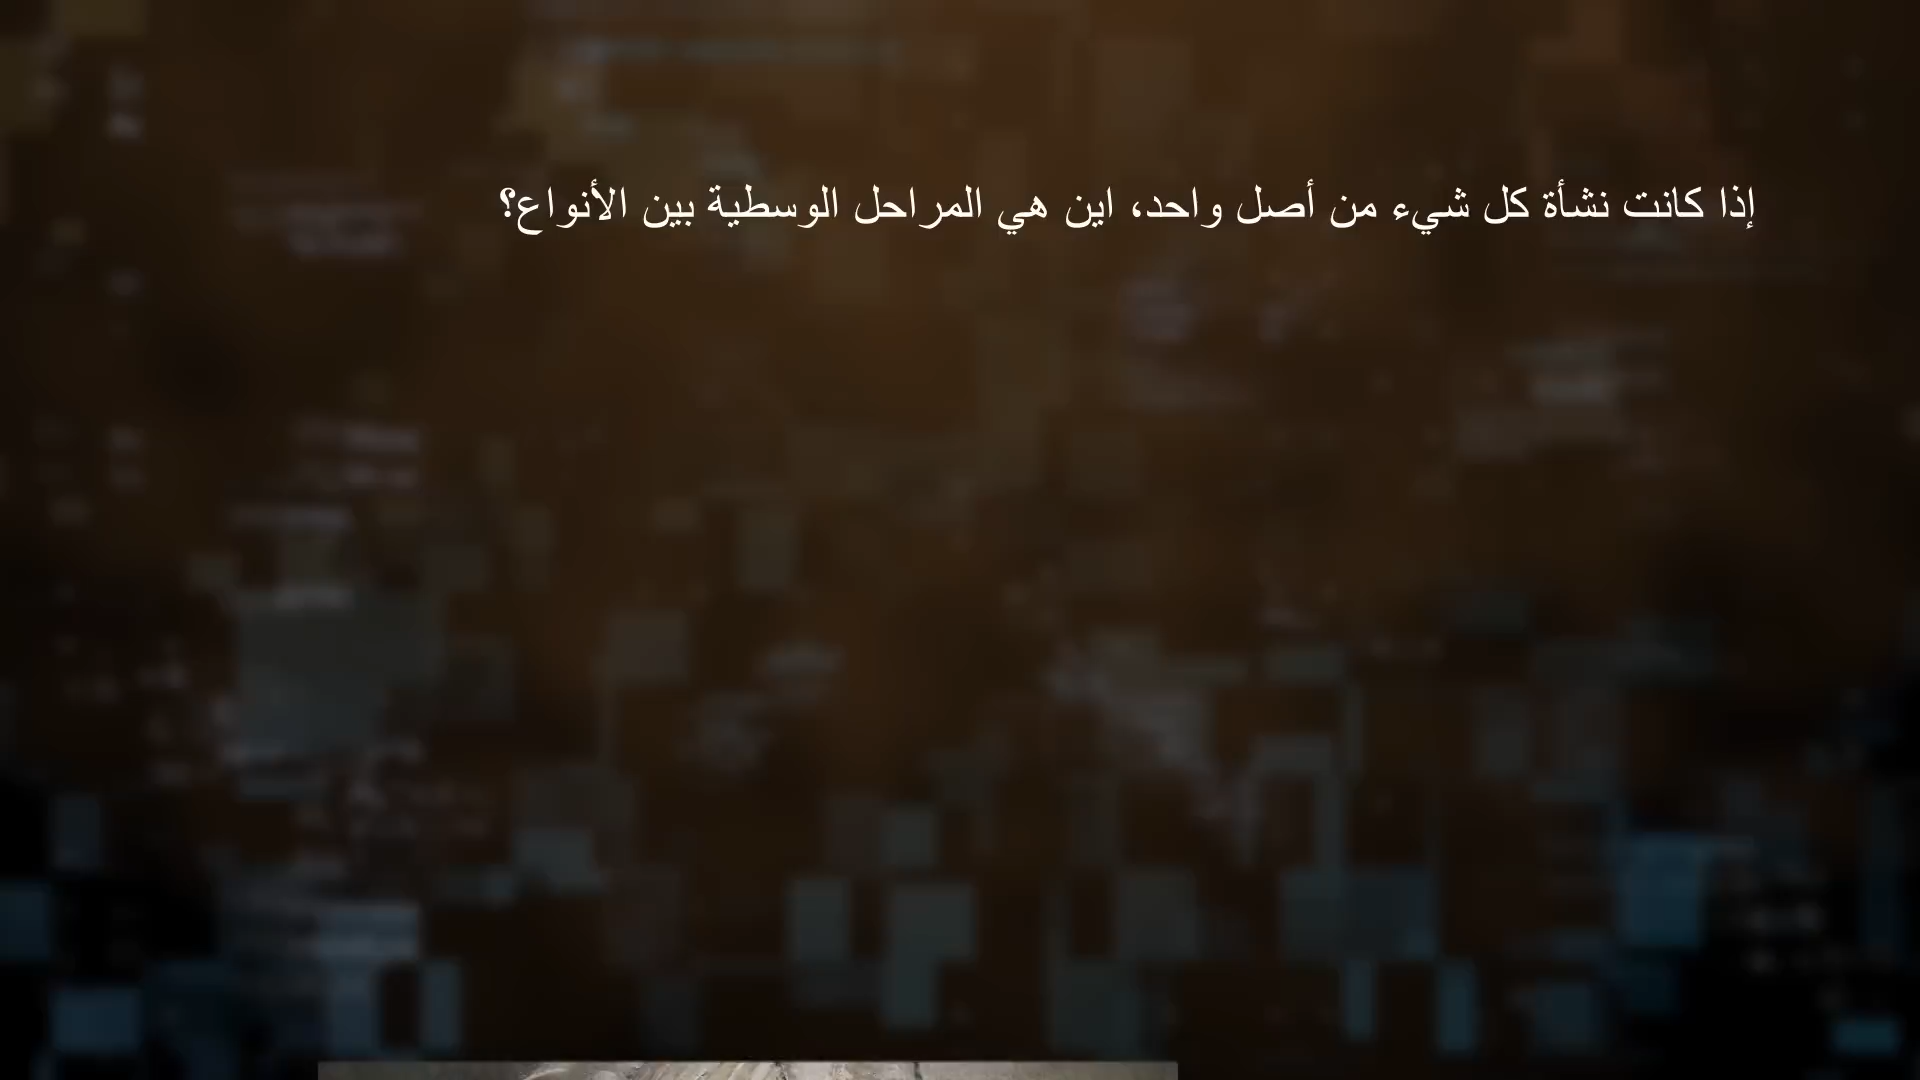 إذا كانت نشأة كل شيء من أصل واحد، اين هي المراحل الوسطية بين الأنواع؟